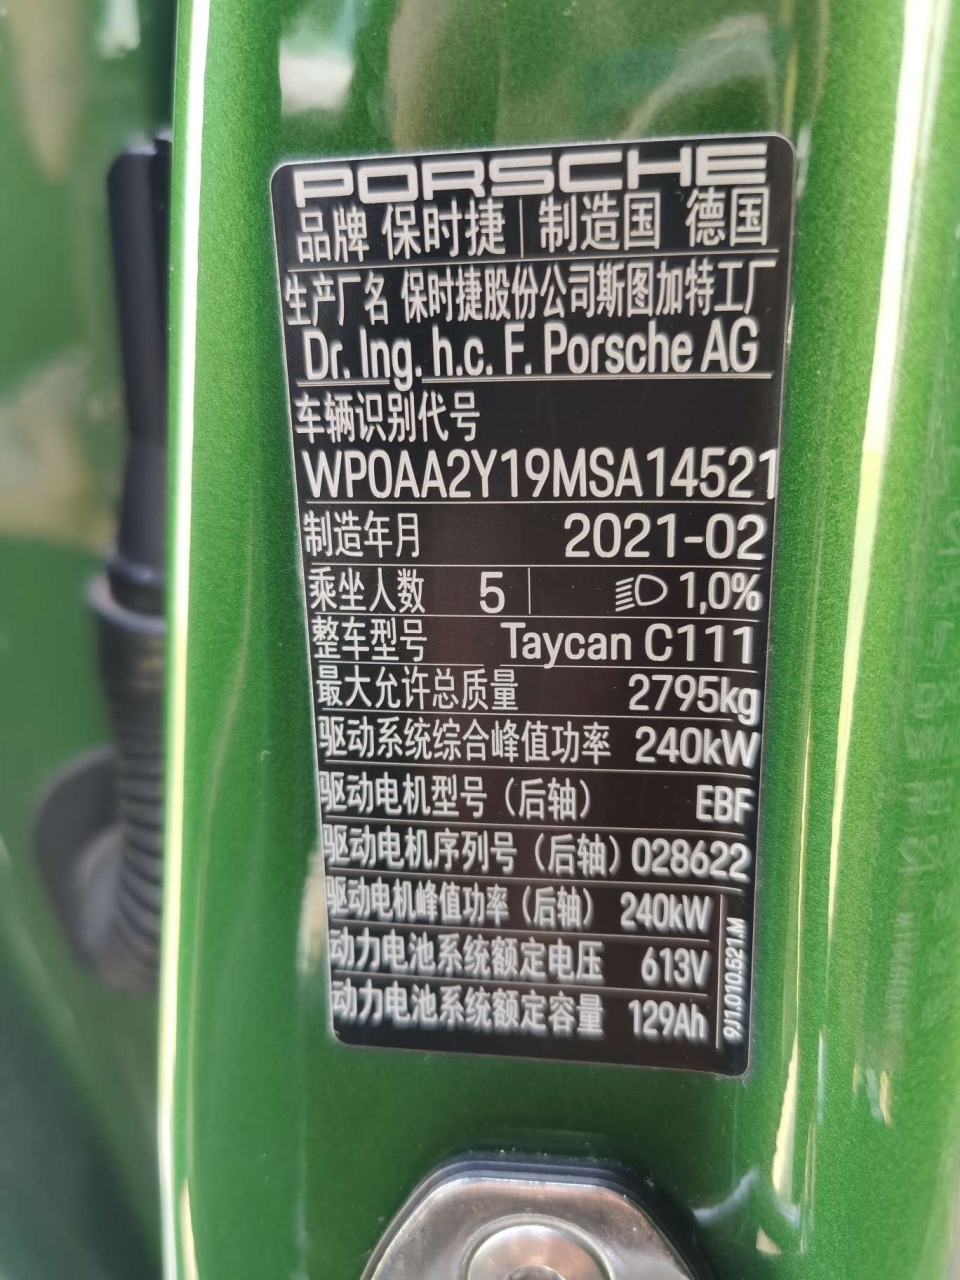 PORSCHE
品牌 保时捷 制造国 德国
生产厂名 保时捷股份公司斯图加特工厂
Dr. Ing. h.c. F. Porsche AG
车辆识别代号
WP0AA2Y19MSA14521
制造年月 2021-02
乘坐人数 5 1,0%
整车型号 Taycan C111
最大允许总质量 2795kg
驱动系统综合峰值功率 240kW
驱动电机型号（后轴） EBF
驱动电机序列号（后轴）028622
驱动电机峰值功率（后轴） 240kW
动力电池系统额定电压 613V
动力电池系统额定容量 129Ah
9J1.010.521.M